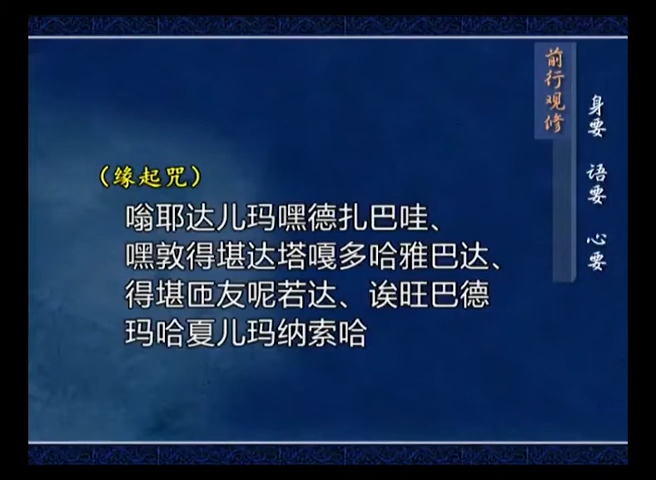 前行观修
身要 语要 心要
（缘起咒）
嗡耶达儿玛嘿德扎巴哇、
嘿敦得堪达塔嘎多哈雅巴达、
得堪匝友呢若达、诶旺巴德
玛哈夏儿玛纳索哈